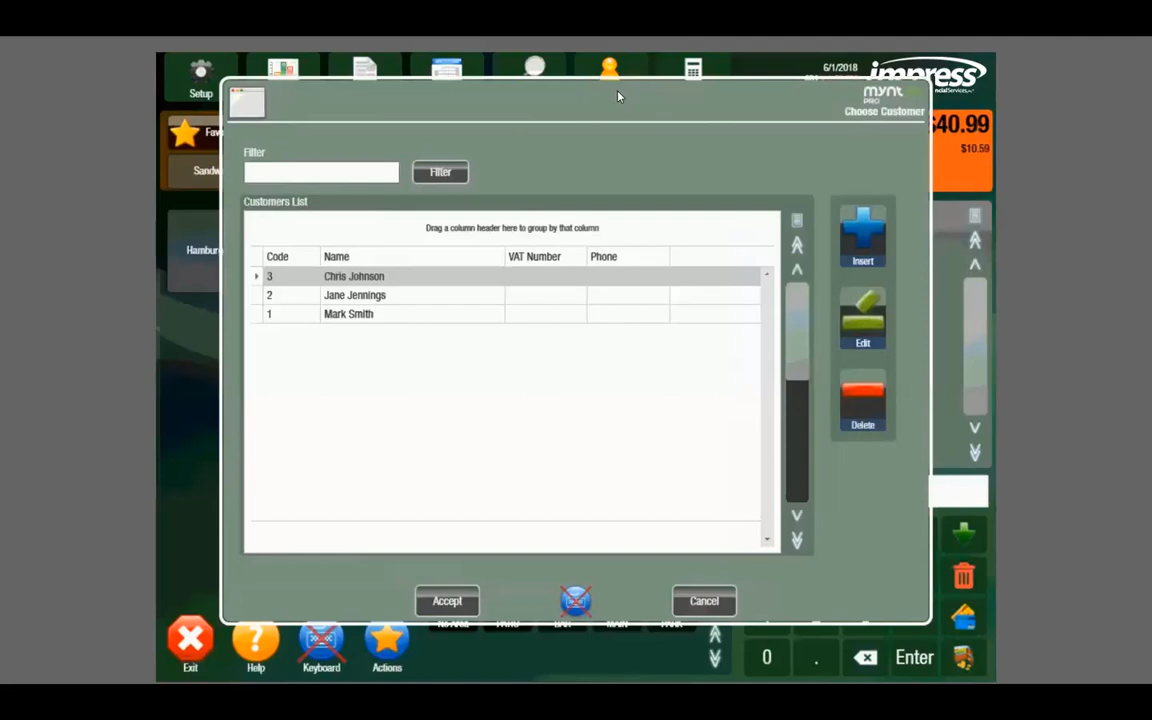 6/1/2018
impress
ncialServices
Setup
mynt
PRO
Choose Customer
$40.99
$10.59
Filter
Filter
Customers List
Drag a column header here to group by that column
Code Name VAT Number Phone
3 Chris Johnson
2 Jane Jennings
1 Mark Smith
Insert
Edit
Delete
Accept
Cancel
Exit
Help
Keyboard
Actions
0
.
Enter